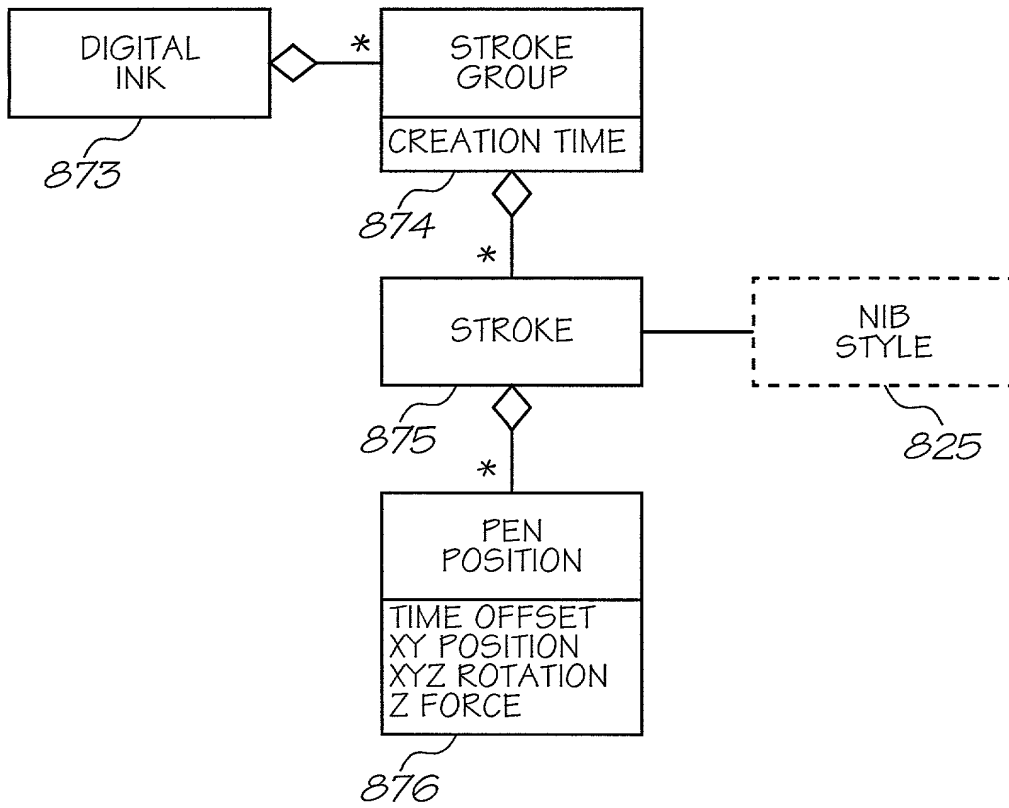 DIGITAL
INK
*
STROKE
GROUP
CREATION TIME
873
874
*
STROKE
NIB
STYLE
875
825
*
PEN
POSITION
TIME OFFSET
XY POSITION
XYZ ROTATION
Z FORCE
876